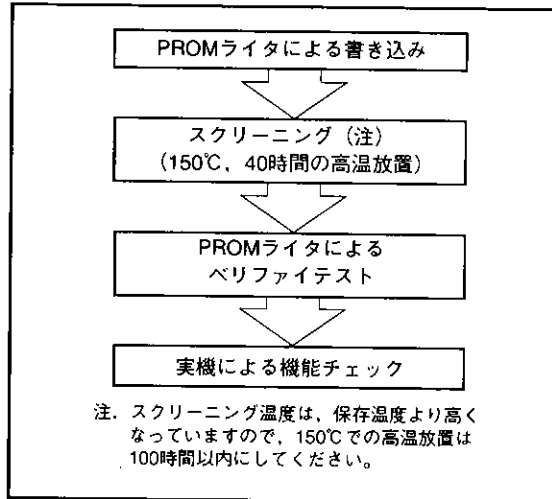 PROMライタによる書き込み
スクリーニング（注）
（150℃，40時間の高温放置）
PROMライタによる
ベリファイテスト
実機による機能チェック
注．スクリーニング温度は，保存温度より高く
なっていますので，150℃での高温放置は
100時間以内にしてください。